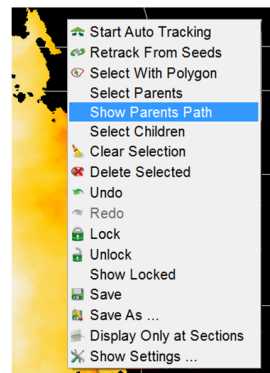 Start Auto Tracking
Retrack From Seeds
Select With Polygon
Select Parents
Show Parents Path
Select Children
Clear Selection
Delete Selected
Undo
Redo
Lock
Unlock
Show Locked
Save
Save As ...
Display Only at Sections
Show Settings ...